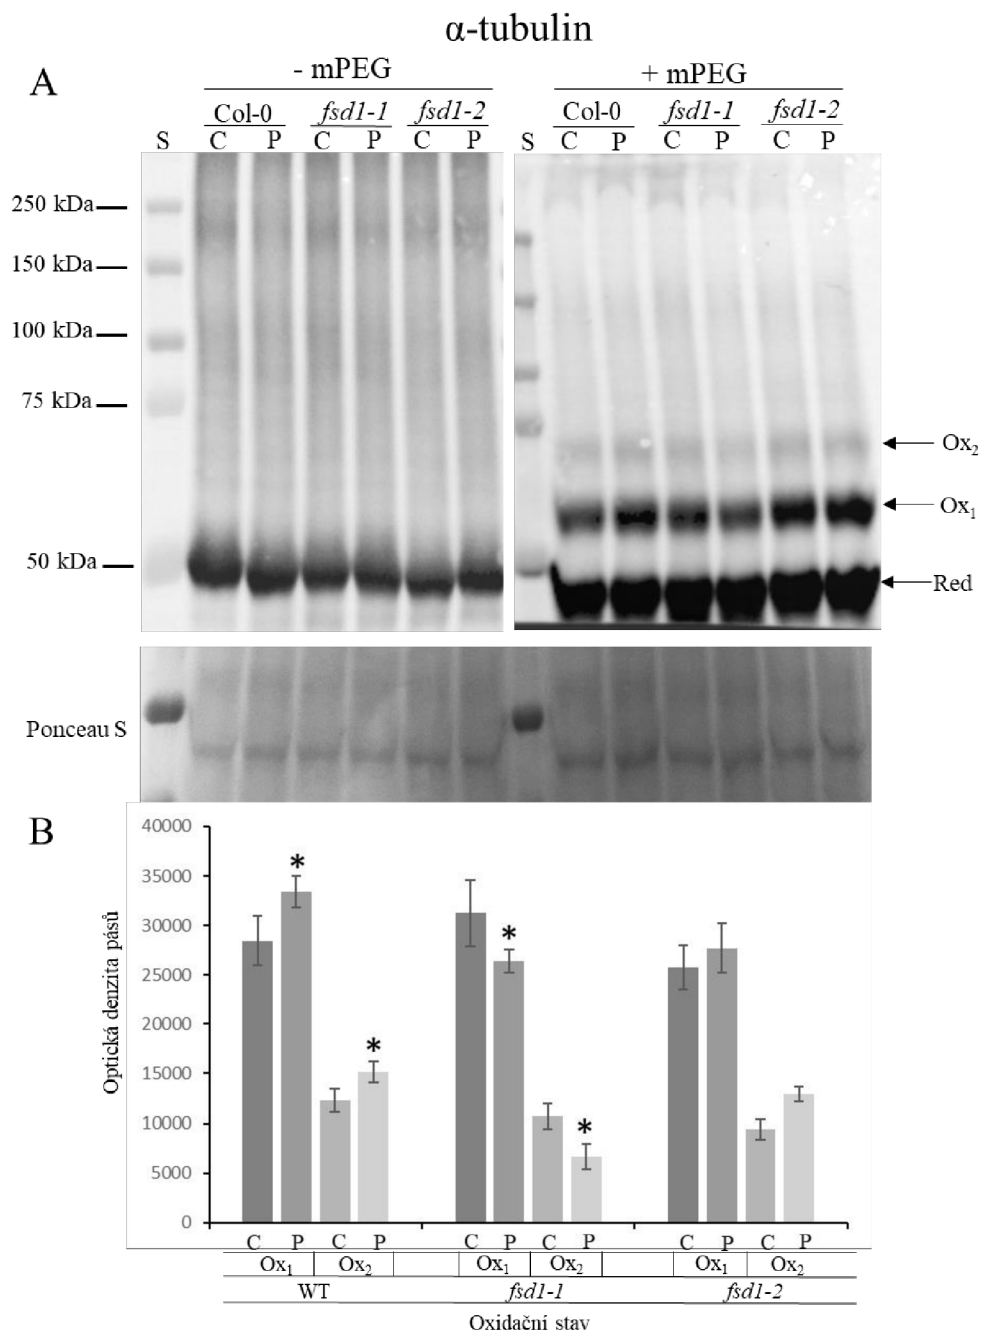 α-tubulin
A
- mPEG + mPEG
Col-0 fsd1-1 fsd1-2 Col-0 fsd1-1 fsd1-2
S C P C P C P S C P C P C P
250 kDa
150 kDa
100 kDa
75 kDa
50 kDa
Ox₂
Ox₁
Red
Ponceau S
B
Optická denzita pásů
40000
35000
30000
25000
20000
15000
10000
5000
0
* * * *
C P C P C P C P C P C P
Ox₁ Ox₂ Ox₁ Ox₂ Ox₁ Ox₂
WT fsd1-1 fsd1-2
Oxidační stav